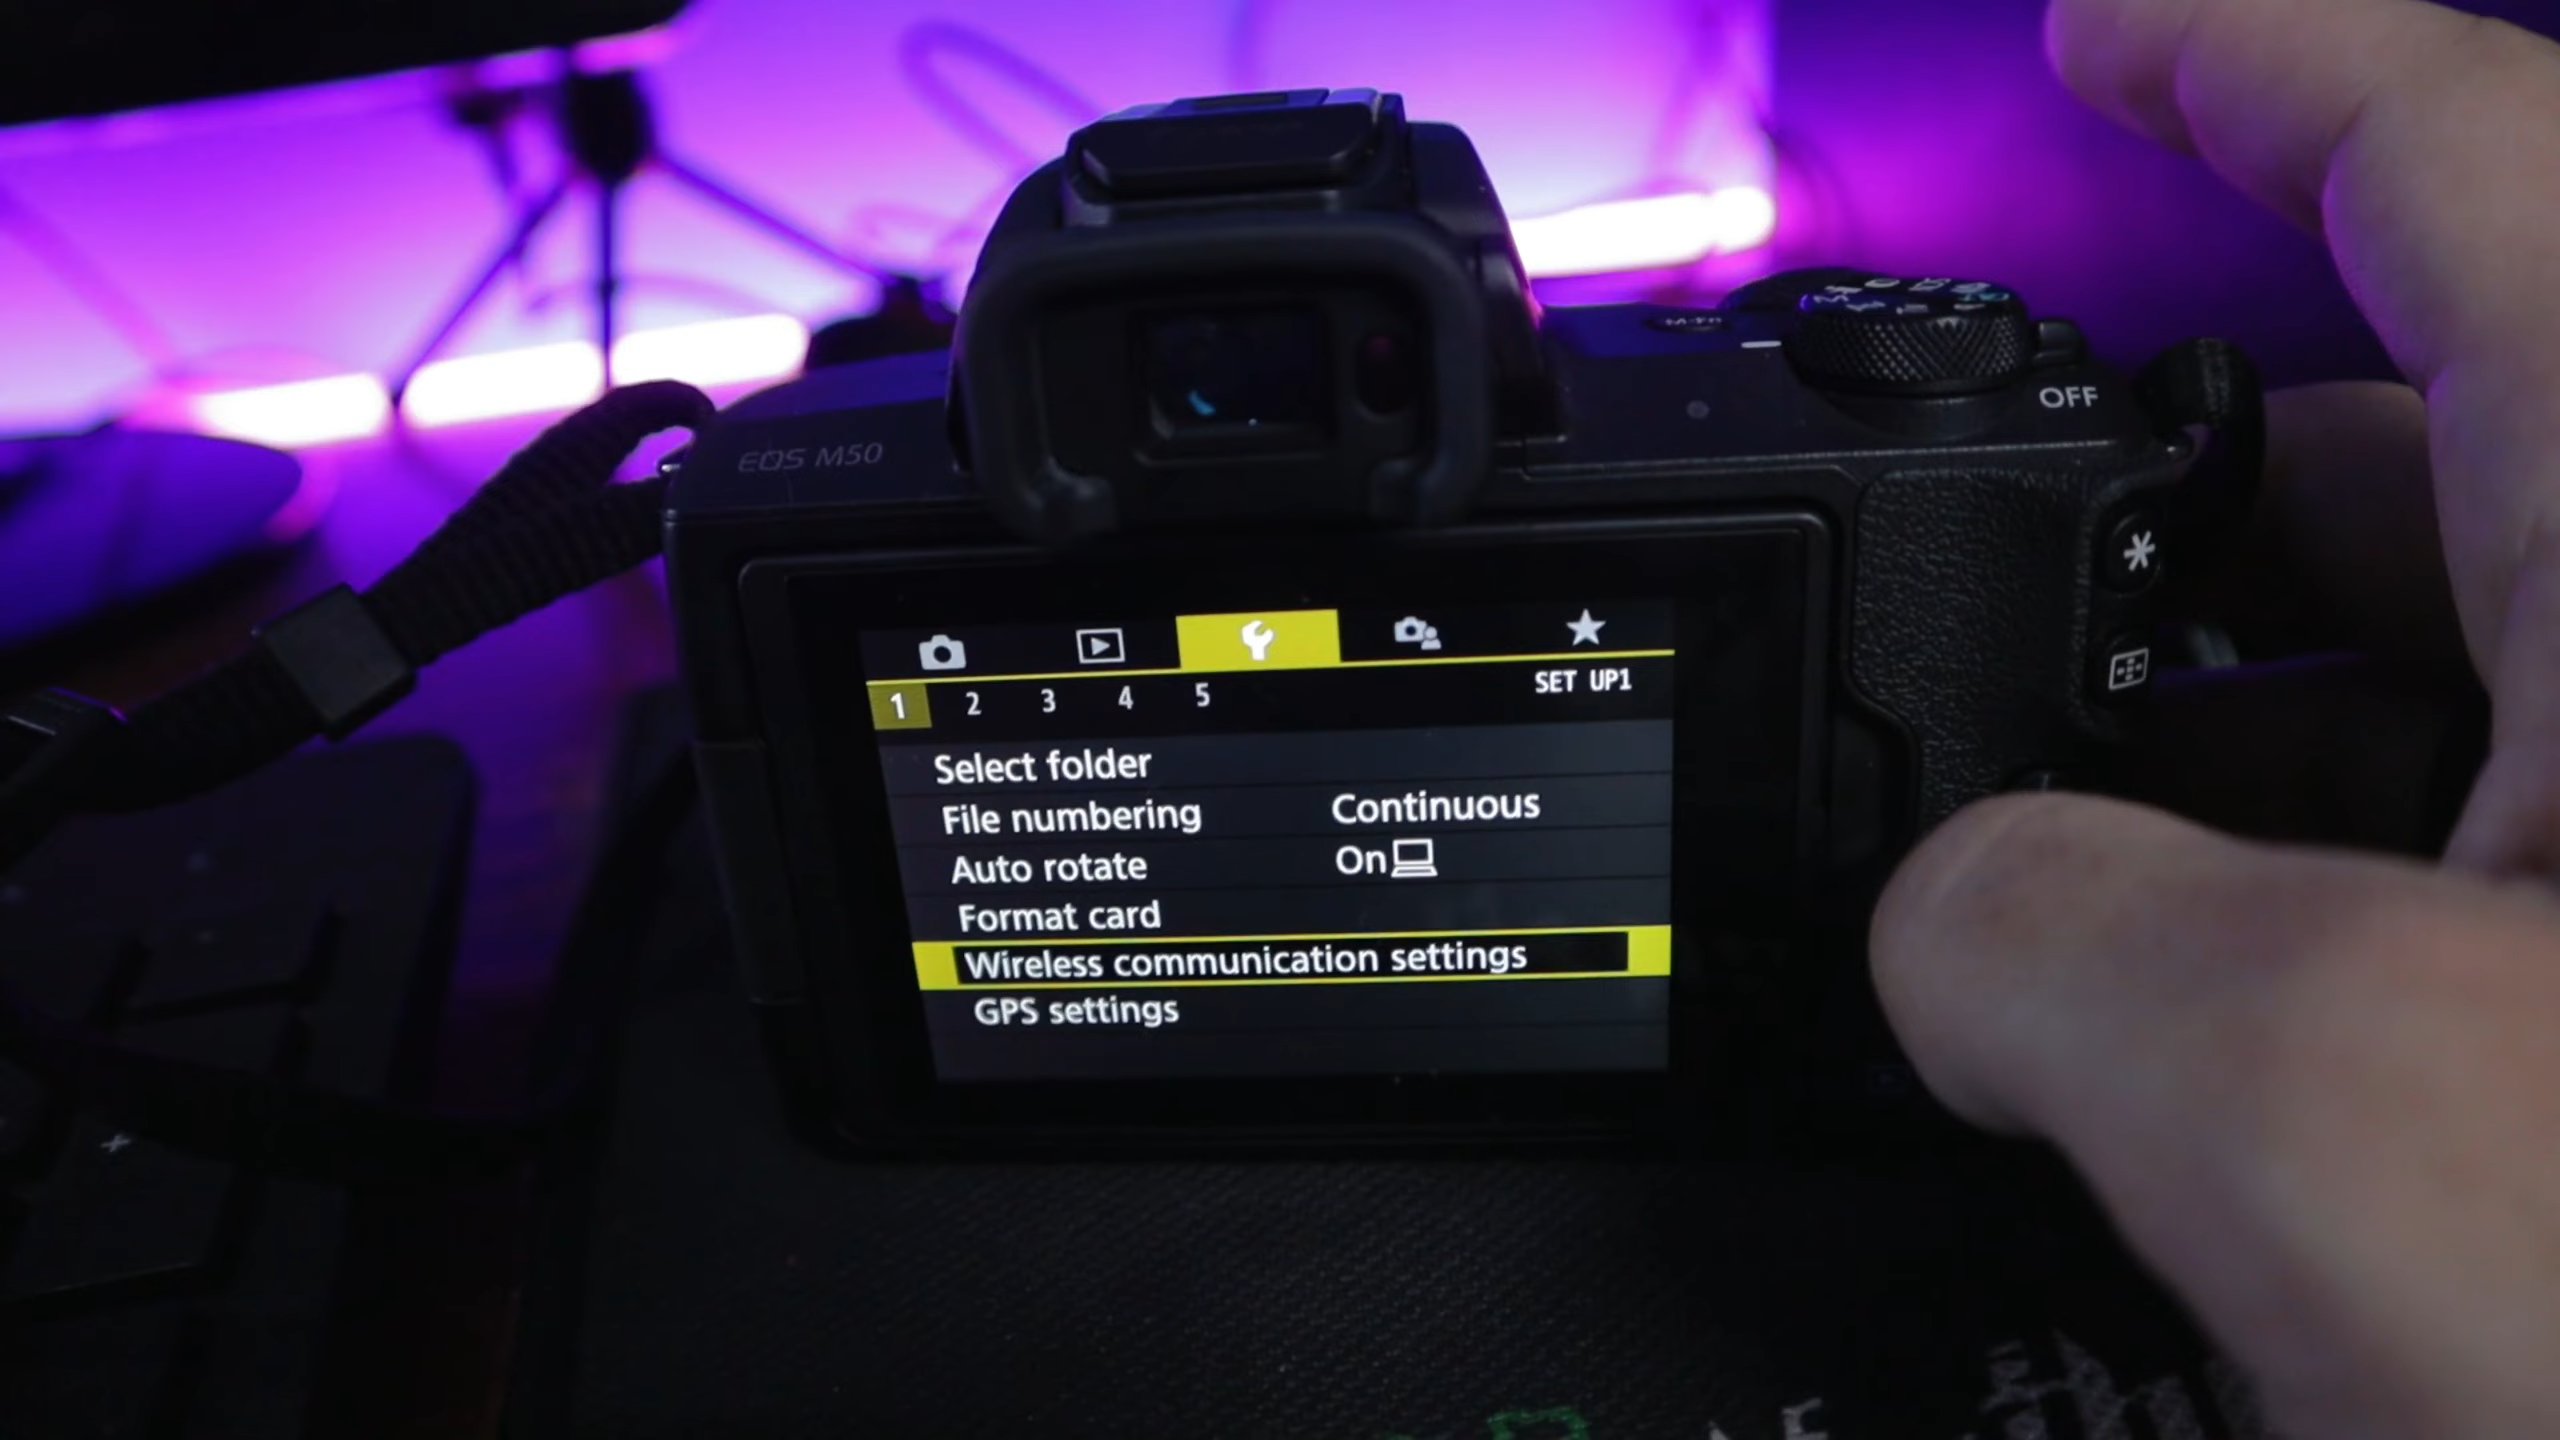 M-Fn
OFF
EOS M50
1 2 3 4 5 SET UP1
Select folder
File numbering Continuous
Auto rotate On
Format card
Wireless communication settings
GPS settings